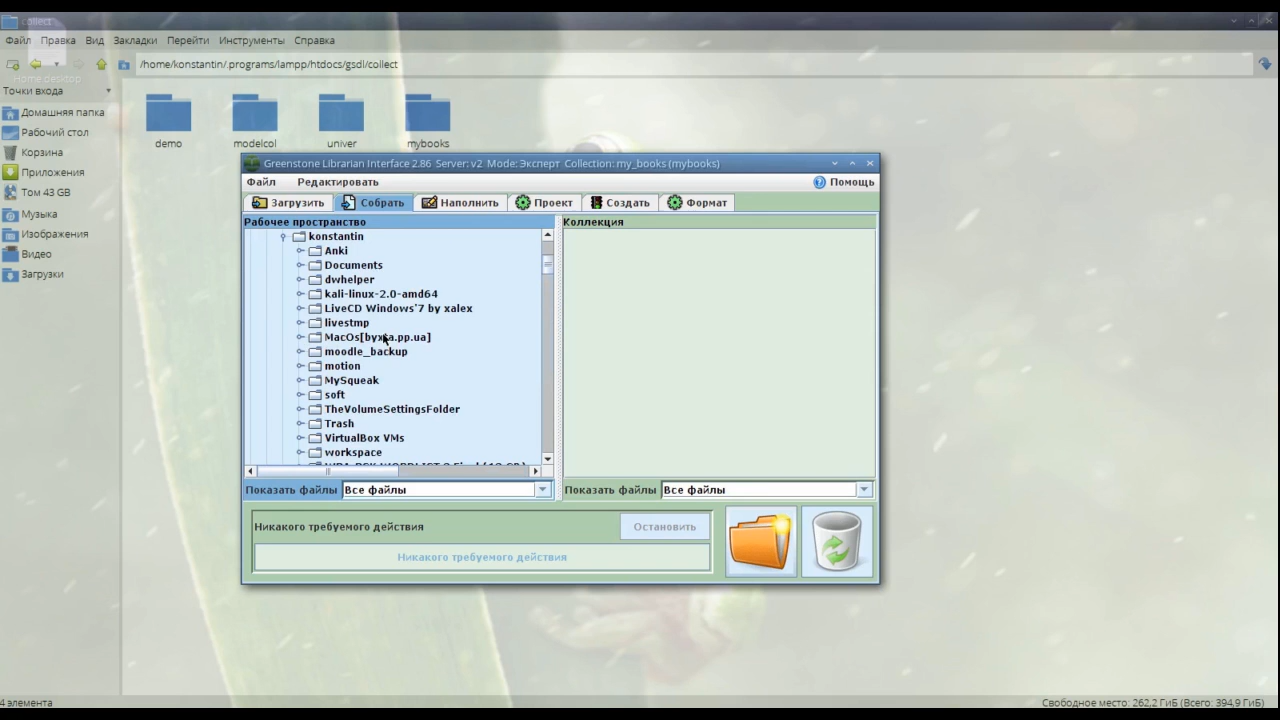 collect
Файл Правка Вид Закладки Перейти Инструменты Справка
/home/konstantin/.programs/lampp/htdocs/gsdl/collect
Home desktop
Точки входа
Домашняя папка
Рабочий стол
Корзина
Приложения
Том 43 GB
Музыка
Изображения
Видео
Загрузки
demo modelcol univer mybooks
Greenstone Librarian Interface 2.86 Server: v2 Mode: Эксперт Collection: my_books (mybooks)
Файл Редактировать Помощь
Загрузить Собрать Наполнить Проект Создать Формат
Рабочее пространство
konstantin
Anki
Documents
dwhelper
kali-linux-2.0-amd64
LiveCD Windows'7 by xalex
livestmp
moodle_backup
motion
MySqueak
soft
TheVolumeSettingsFolder
Trash
VirtualBox VMs
workspace
Показать файлы Все файлы
Коллекция
Показать файлы Все файлы
Никакого требуемого действия Остановить
Никакого требуемого действия
4 элемента
Свободное место: 262,2 ГиБ (Всего: 394,9 ГиБ)